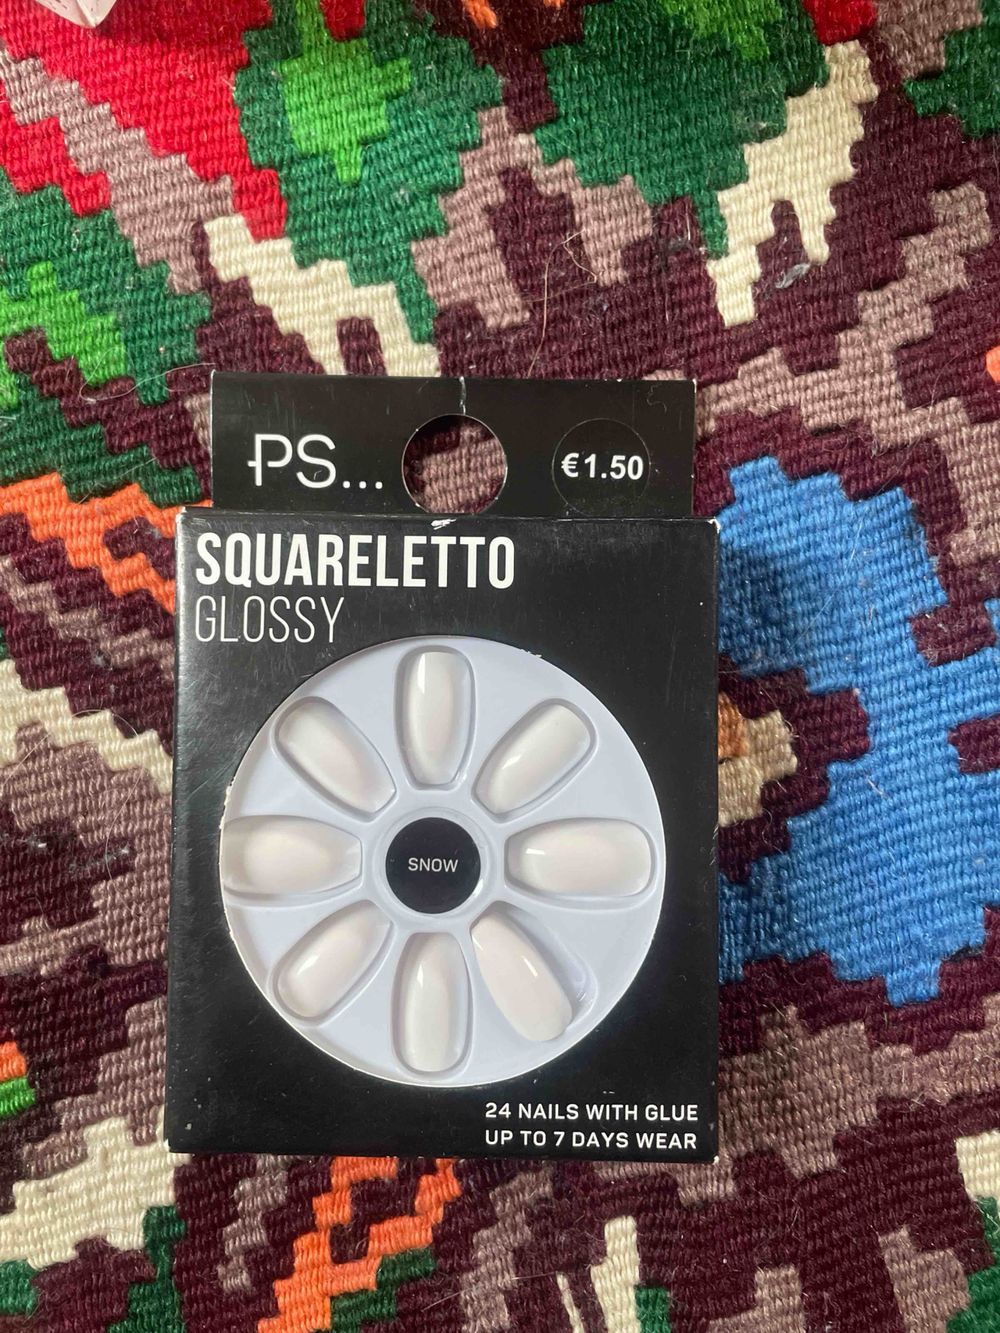 PS...
€1.50
SQUARELETTO
GLOSSY
SNOW
24 NAILS WITH GLUE
UP TO 7 DAYS WEAR